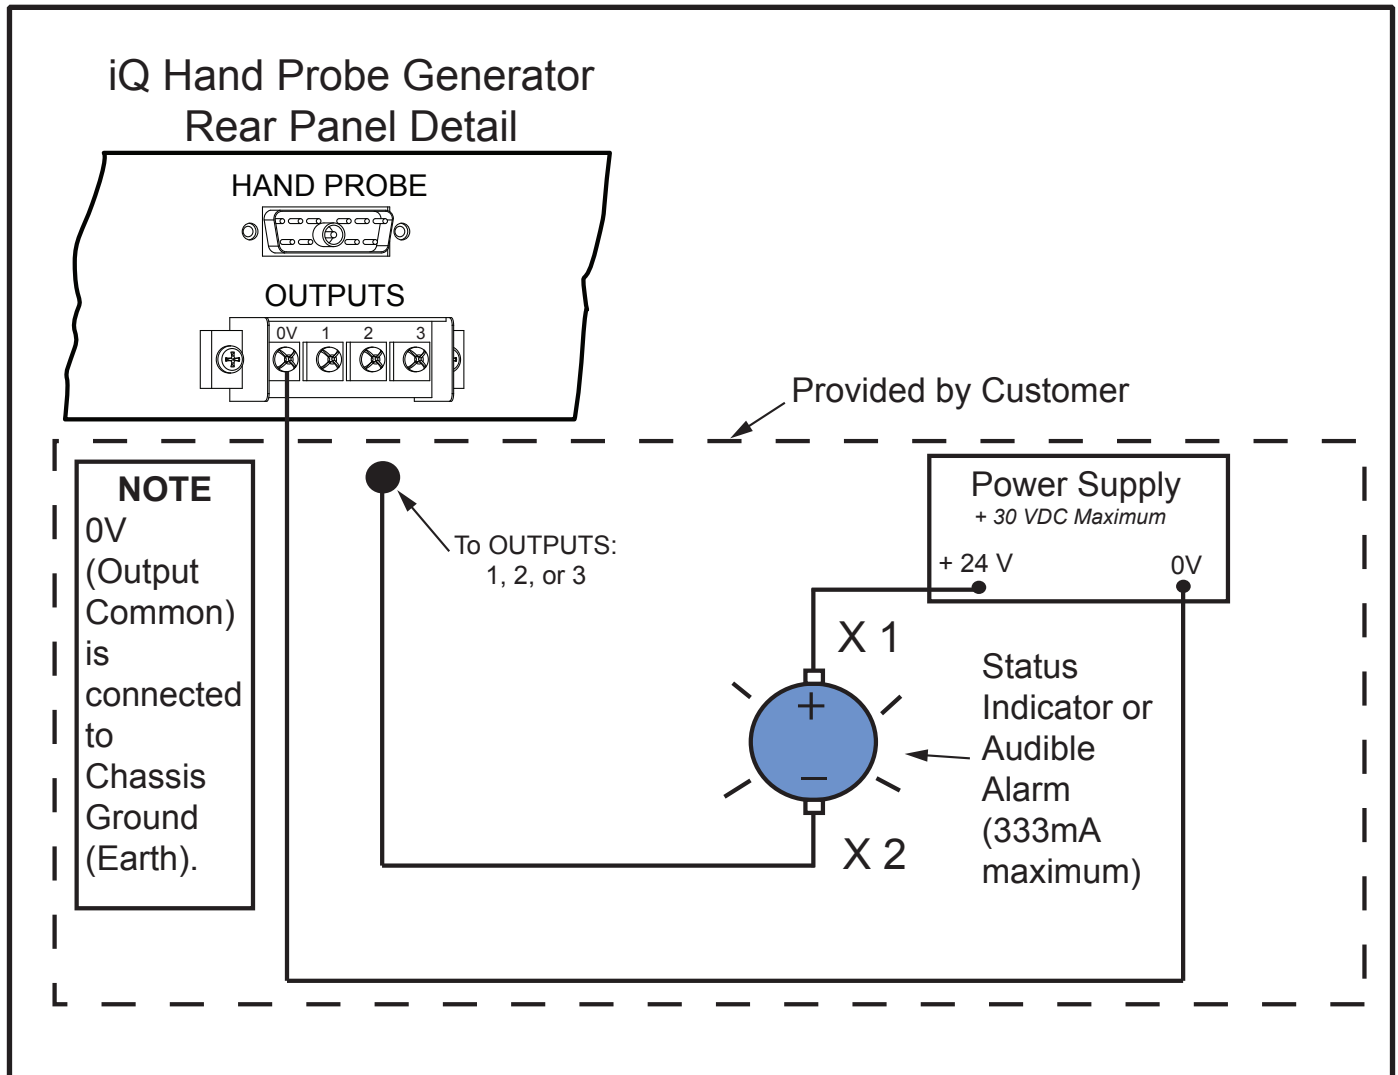 iQ Hand Probe Generator
Rear Panel Detail
HAND PROBE
OUTPUTS
0V 1 2 3
Provided by Customer
NOTE
0V
(Output
Common)
is
connected
to
Chassis
Ground
(Earth).
To OUTPUTS:
1, 2, or 3
Power Supply
+ 30 VDC Maximum
+ 24 V 0V
X 1
+
−
X 2
Status
Indicator or
Audible
Alarm
(333mA
maximum)